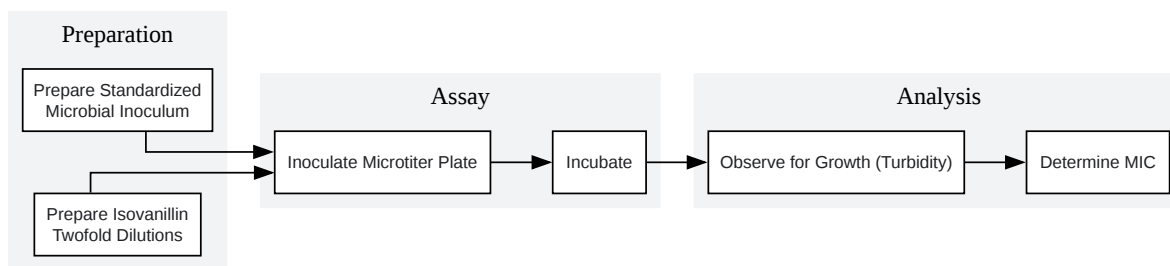 Preparation
Prepare Standardized
Microbial Inoculum
Prepare Isovanillin
Twofold Dilutions
Assay
Inoculate Microtiter Plate
Incubate
Analysis
Observe for Growth (Turbidity)
Determine MIC